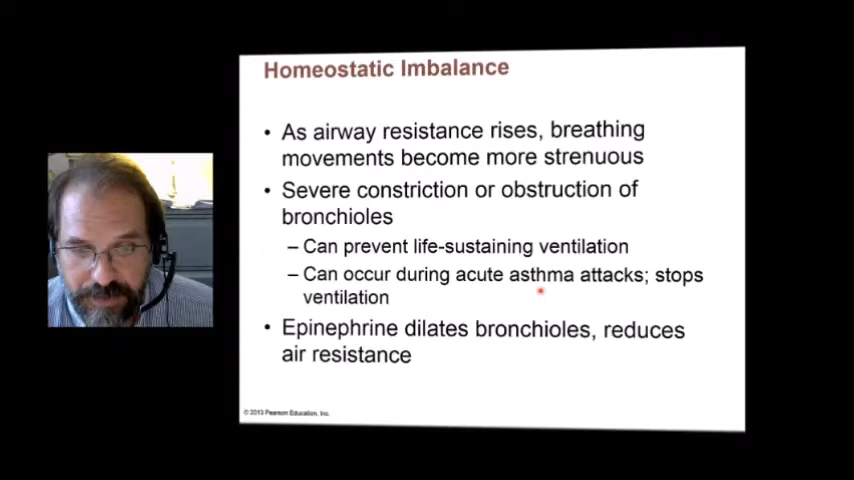 Homeostatic Imbalance
• As airway resistance rises, breathing
movements become more strenuous
• Severe constriction or obstruction of
bronchioles
– Can prevent life-sustaining ventilation
– Can occur during acute asthma attacks; stops
ventilation
• Epinephrine dilates bronchioles, reduces
air resistance
© 2013 Pearson Education, Inc.